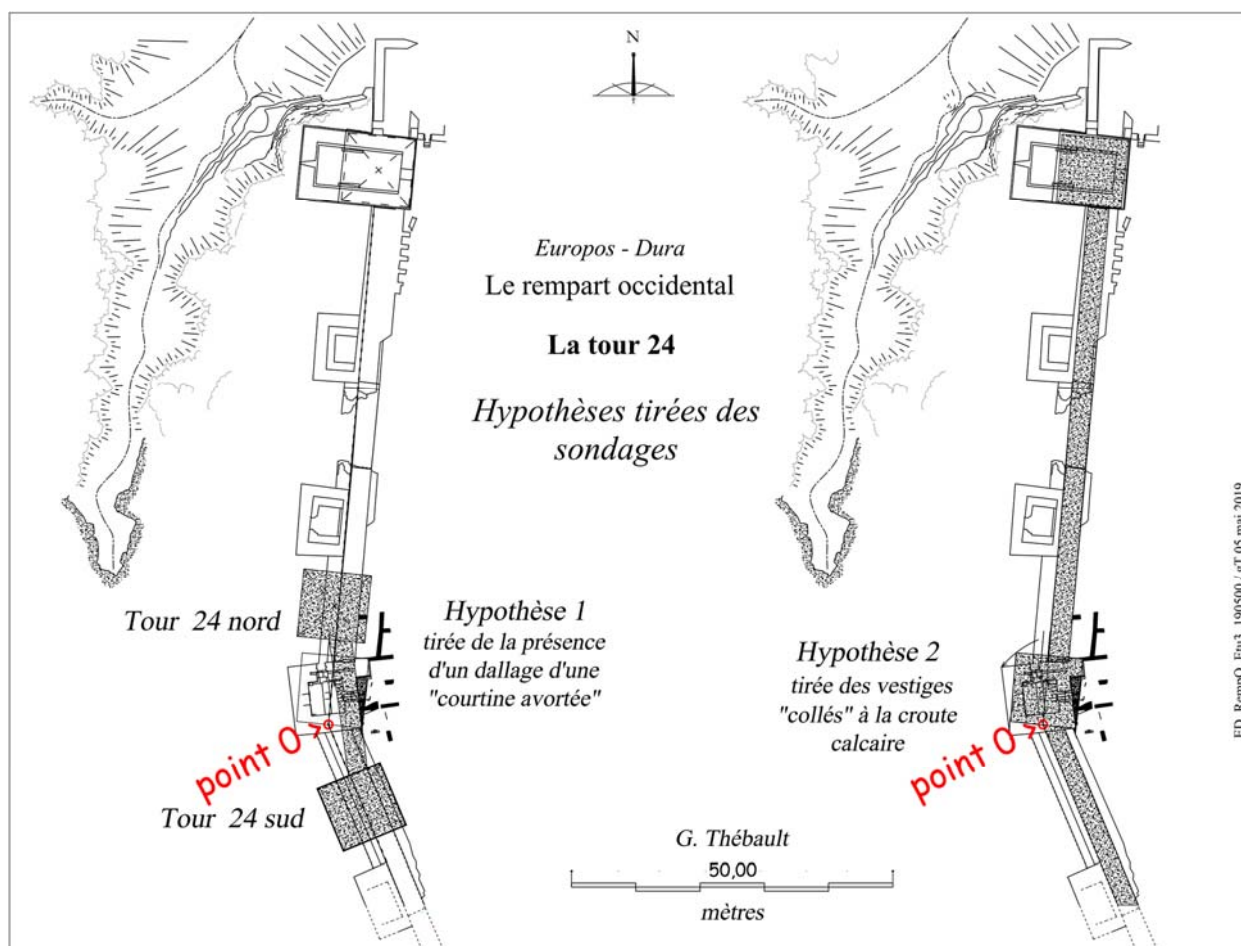 N
Europos - Dura
Le rempart occidental
La tour 24
Hypothèses tirées des
sondages
Tour 24 nord
Hypothèse 1
tirée de la présence
d'un dallage d'une
"courtine avortée"
point O >
Tour 24 sud
Hypothèse 2
tirée des vestiges
"collés" à la croute
calcaire
point O >
G. Thébault
50,00
mètres